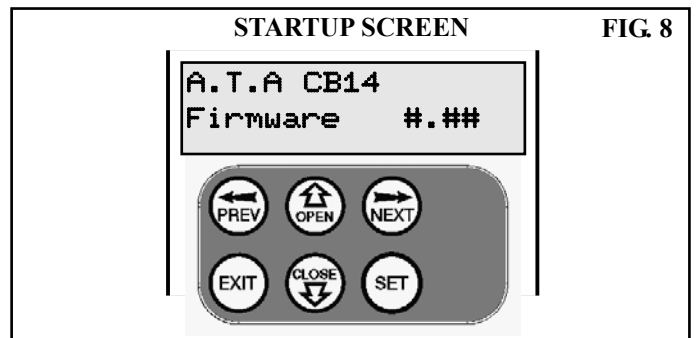 STARTUP SCREEN
FIG. 8
A.T.A CB14
Firmware #.##
PREV
OPEN
NEXT
EXIT
CLOSE
SET